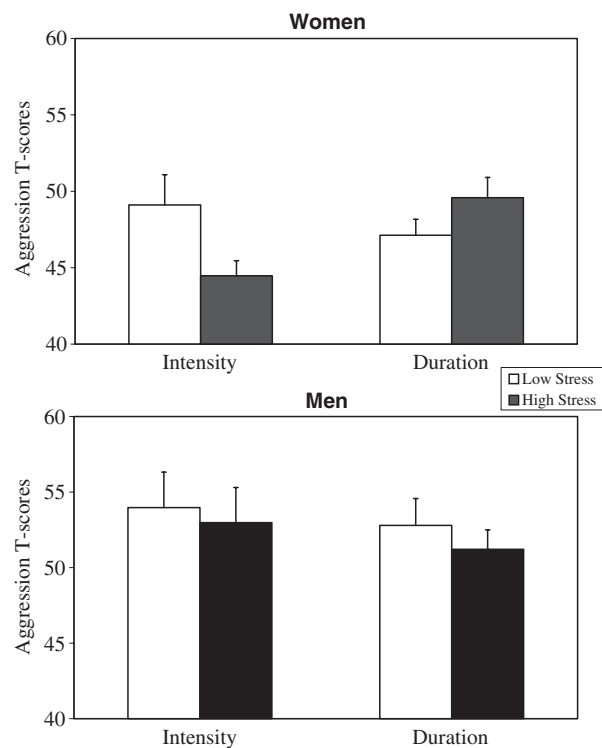 Women
60
55
50
45
40
Aggression T-scores
Intensity Duration
Low Stress
High Stress
Men
60
55
50
45
40
Aggression T-scores
Intensity Duration